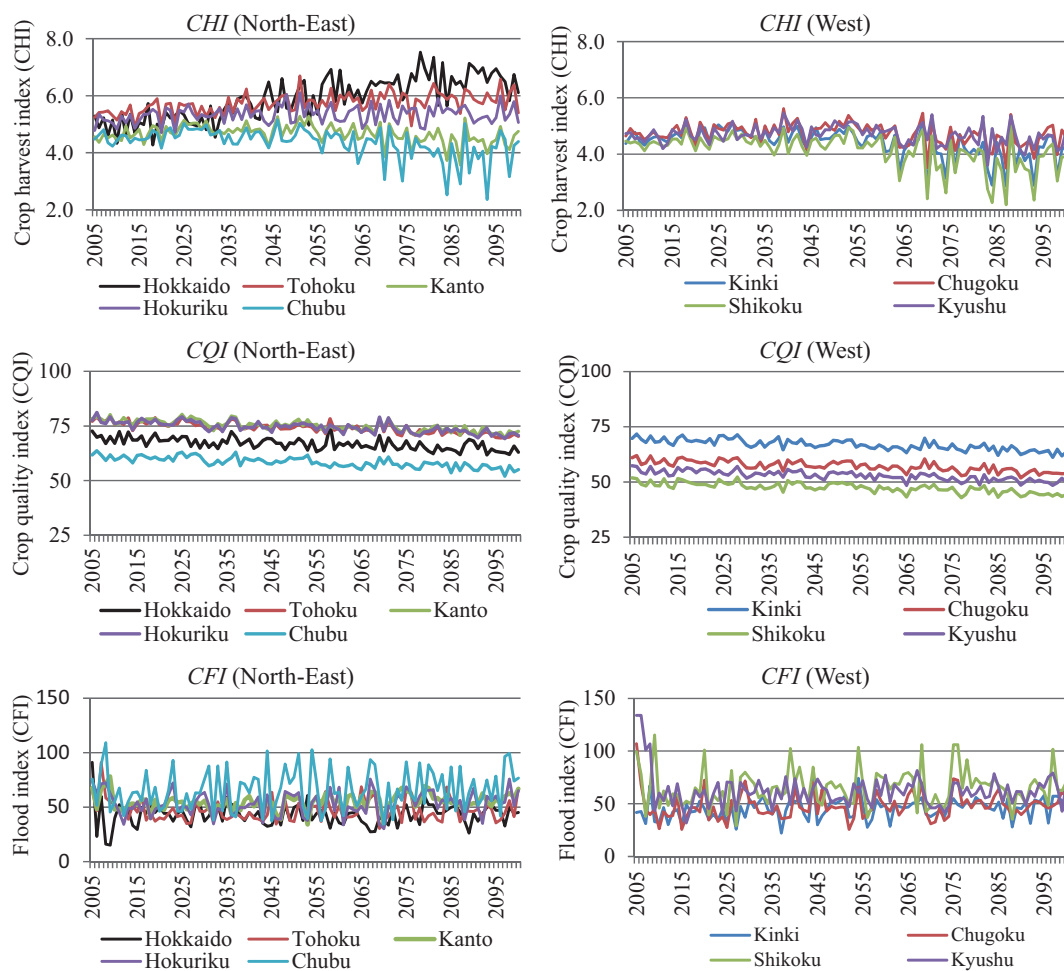 CHI (North-East)
Crop harvest index (CHI)
8.0
6.0
4.0
2.0
2005
2015
2025
2035
2045
2055
2065
2075
2085
2095
Hokkaido
Tohoku
Kanto
Hokuriku
Chubu
CHI (West)
Crop harvest index (CHI)
8.0
6.0
4.0
2.0
2005
2015
2025
2035
2045
2055
2065
2075
2085
2095
Kinki
Chugoku
Shikoku
Kyushu
CQI (North-East)
Crop quality index (CQI)
100
75
50
25
2005
2015
2025
2035
2045
2055
2065
2075
2085
2095
Hokkaido
Tohoku
Kanto
Hokuriku
Chubu
CQI (West)
Crop quality index (CQI)
100
75
50
25
2005
2015
2025
2035
2045
2055
2065
2075
2085
2095
Kinki
Chugoku
Shikoku
Kyushu
CFI (North-East)
Flood index (CFI)
150
100
50
0
2005
2015
2025
2035
2045
2055
2065
2075
2085
2095
Hokkaido
Tohoku
Kanto
Hokuriku
Chubu
CFI (West)
Flood index (CFI)
150
100
50
0
2005
2015
2025
2035
2045
2055
2065
2075
2085
2095
Kinki
Chugoku
Shikoku
Kyushu